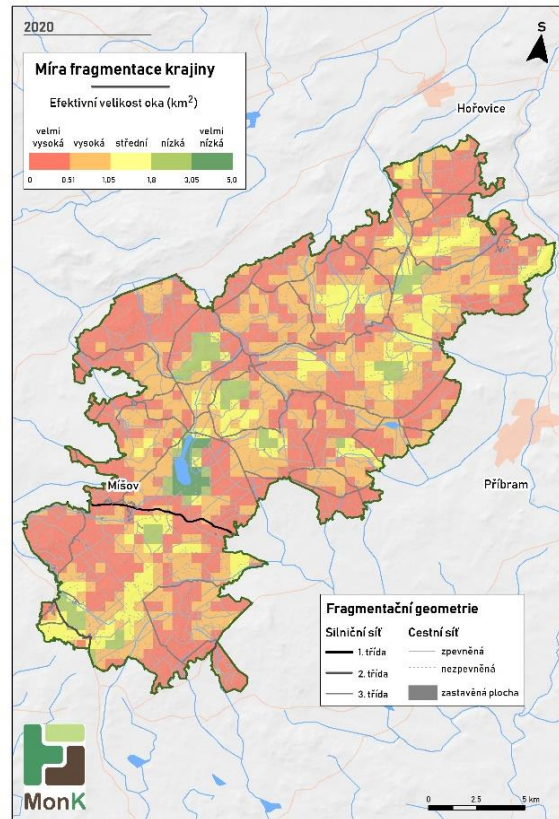 2020
S
Míra fragmentace krajiny
Efektivní velikost oka (km²)
velmi vysoká vysoká střední nízká velmi nízká
0 0,51 1,05 1,8 3,05 5,0
Hořovice
Míšov
Příbram
Fragmentační geometrie
Silniční síť Cestní síť
1. třída zpevněná
2. třída nezpevněná
3. třída zastavěná plocha
MonK
0 2.5 5 km